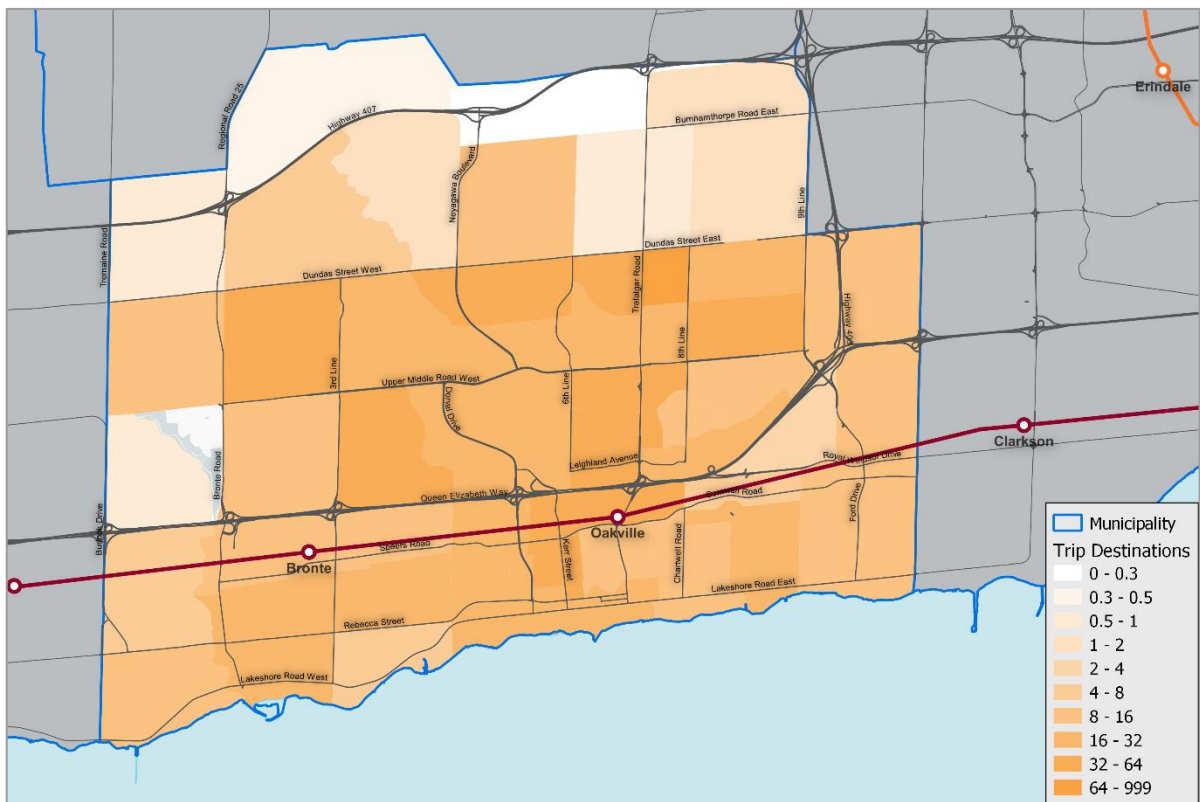 Erindale
Regional Road 25
Highway 407
Burnhamthorpe Road East
Neyagawa Boulevard
9th Line
Tremaine Road
Dundas Street East
Dundas Street West
Trafalgar Road
Highway 403
8th Line
3rd Line
6th Line
Upper Middle Road West
Dorval Drive
Clarkson
Leighland Avenue
Royal Windsor Drive
Bronte Road
Queen Elizabeth Way
Cornwall Road
Ford Drive
Burloak Drive
Oakville
Speers Road
Bronte
Kerr Street
Chartwell Road
Lakeshore Road East
Rebecca Street
Lakeshore Road West
Municipality
Trip Destinations
0 - 0.3
0.3 - 0.5
0.5 - 1
1 - 2
2 - 4
4 - 8
8 - 16
16 - 32
32 - 64
64 - 999